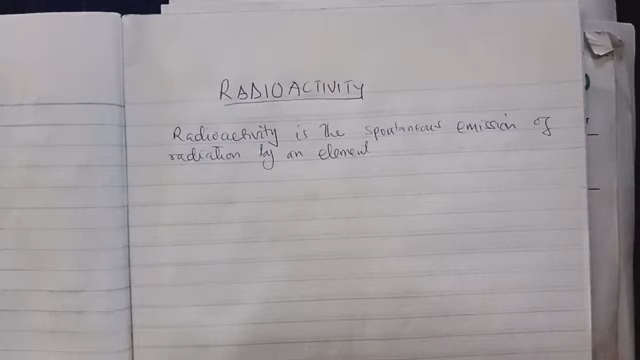 RADIOACTIVITY
Radioactivity is the spontaneous emission of
radiation by an element